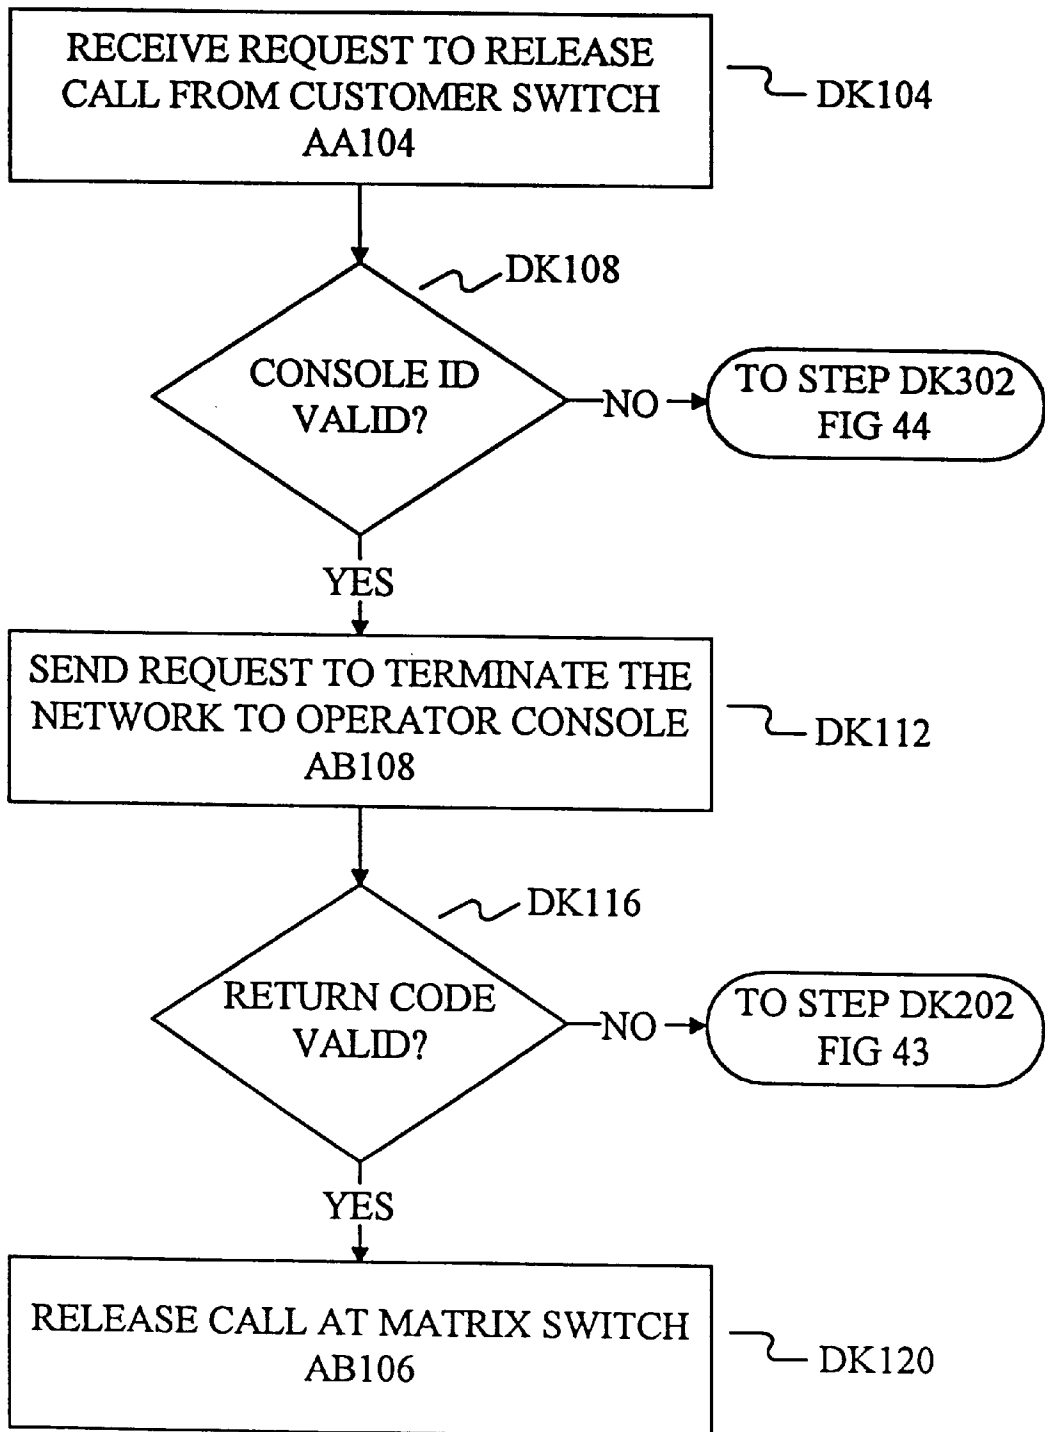 RECEIVE REQUEST TO RELEASE
CALL FROM CUSTOMER SWITCH
AA104
DK104
DK108
CONSOLE ID
VALID?
NO
TO STEP DK302
FIG 44
YES
SEND REQUEST TO TERMINATE THE
NETWORK TO OPERATOR CONSOLE
AB108
DK112
DK116
RETURN CODE
VALID?
NO
TO STEP DK202
FIG 43
YES
RELEASE CALL AT MATRIX SWITCH
AB106
DK120